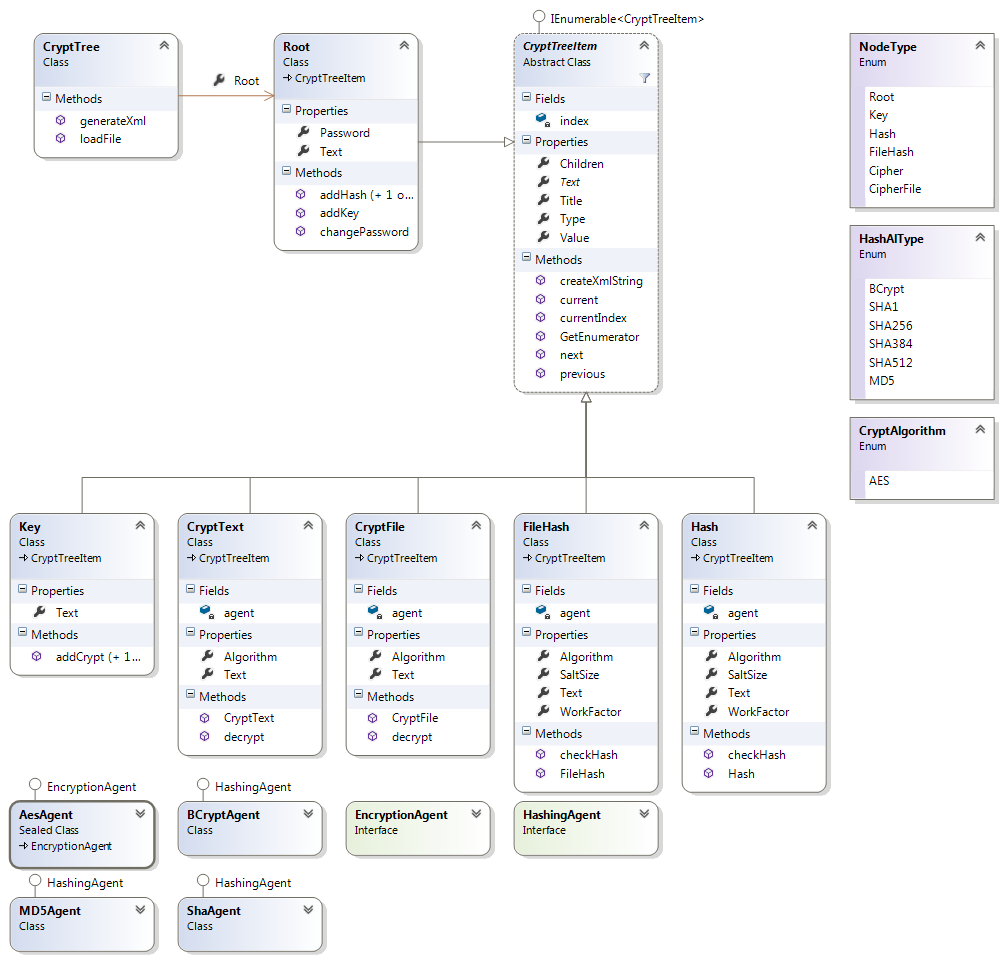 IEnumerable<CryptTreeItem>
CryptTree
Class
Methods
generateXml
loadFile
Root
Root
Class
CryptTreeItem
Properties
Password
Text
Methods
addHash (+ 1 o...
addKey
changePassword
CryptTreeItem
Abstract Class
Fields
index
Properties
Children
Text
Title
Type
Value
Methods
createXmlString
current
currentIndex
GetEnumerator
next
previous
NodeType
Enum
Root
Key
Hash
FileHash
Cipher
CipherFile
HashAlType
Enum
BCrypt
SHA1
SHA256
SHA384
SHA512
MD5
CryptAlgorithm
Enum
AES
Key
Class
CryptTreeItem
Properties
Text
Methods
addCrypt (+ 1...
CryptText
Class
CryptTreeItem
Fields
agent
Properties
Algorithm
Text
Methods
CryptText
decrypt
CryptFile
Class
CryptTreeItem
Fields
agent
Properties
Algorithm
Text
Methods
CryptFile
decrypt
FileHash
Class
CryptTreeItem
Fields
agent
Properties
Algorithm
SaltSize
Text
WorkFactor
Methods
checkHash
FileHash
Hash
Class
CryptTreeItem
Fields
agent
Properties
Algorithm
SaltSize
Text
WorkFactor
Methods
checkHash
Hash
EncryptionAgent
AesAgent
Sealed Class
EncryptionAgent
HashingAgent
BCryptAgent
Class
EncryptionAgent
Interface
HashingAgent
Interface
HashingAgent
MD5Agent
Class
HashingAgent
ShaAgent
Class